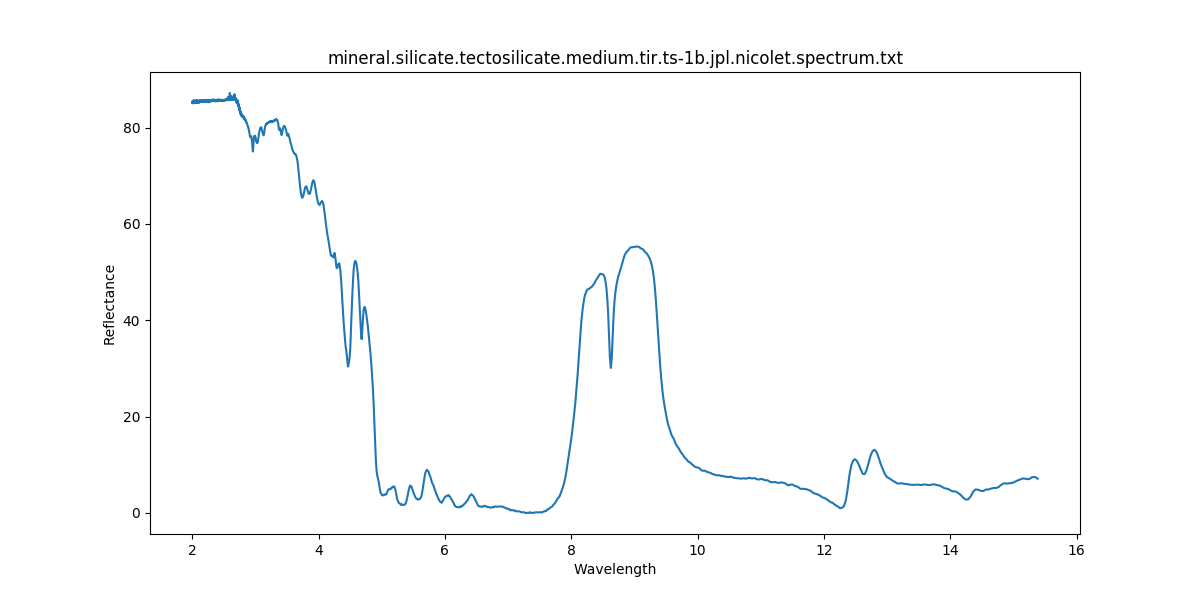 mineral.silicate.tectosilicate.medium.tir.ts-1b.jpl.nicolet.spectrum.txt
80
60
40
20
0
Reflectance
2 4 6 8 10 12 14 16
Wavelength